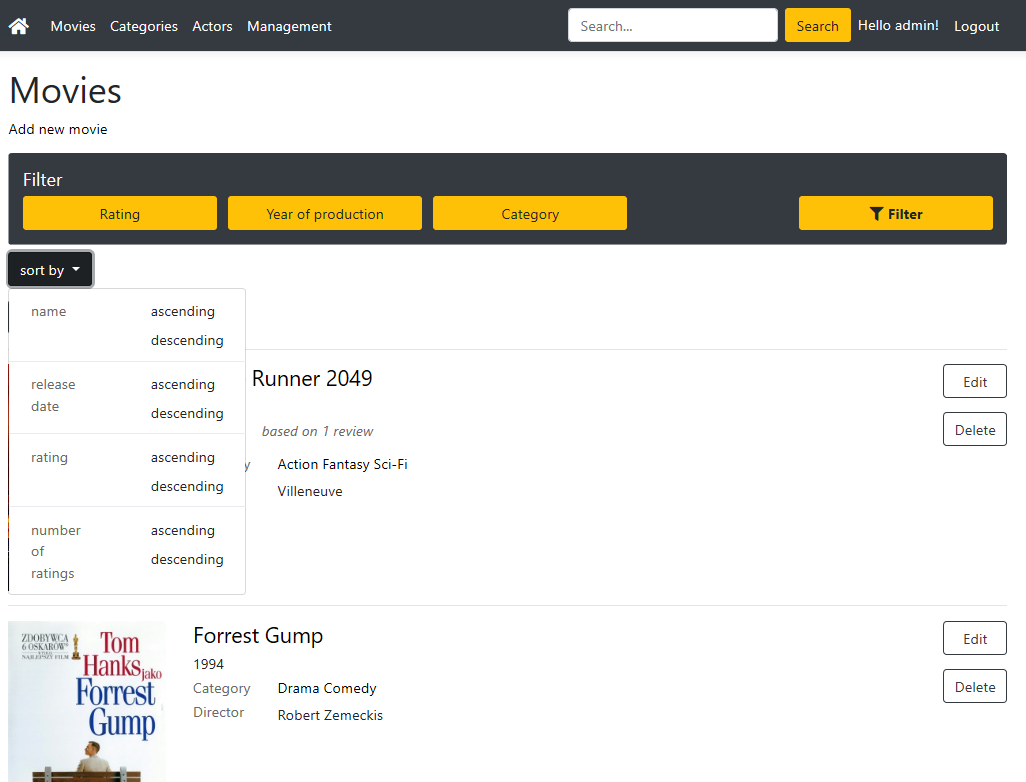 Movies Categories Actors Management Search... Search Hello admin! Logout
Movies
Add new movie
Filter
Rating Year of production Category Filter
sort by
name ascending
descending
release date ascending
descending
rating ascending
descending
number of ratings ascending
descending
Runner 2049 Edit
based on 1 review Delete
y Action Fantasy Sci-Fi
Villeneuve
ZDOBYWCA
6 OSKARÓW
NAJLEPSZY FILM
Tom
Hanks jako
Forrest
Gump
Forrest Gump Edit
1994
Category Drama Comedy Delete
Director Robert Zemeckis